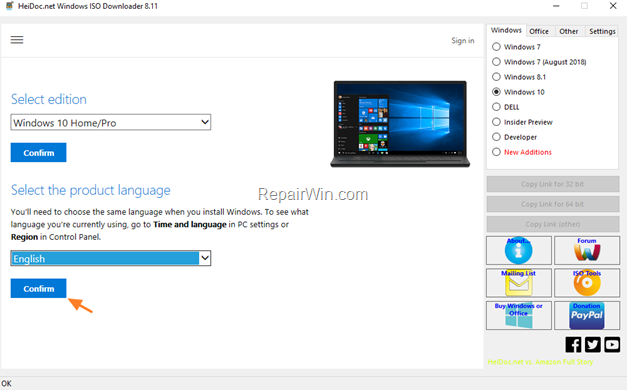 HeiDoc.net Windows ISO Downloader 8.11
Sign in
Select edition
Windows 10 Home/Pro
Confirm
Select the product language
You'll need to choose the same language when you install Windows. To see what
language you're currently using, go to Time and language in PC settings or
Region in Control Panel.
English
Confirm
RepairWin.com
Windows Office Other Settings
Windows 7
Windows 7 (August 2018)
Windows 8.1
Windows 10
DELL
Insider Preview
Developer
New Additions
Copy Link for 32 bit
Copy Link for 64 bit
Copy Link (other)
About...
Forum
Mailing List
ISO Tools
Buy Windows or
Office
Donation
PayPal
HeiDoc.net vs. Amazon Full Story
OK